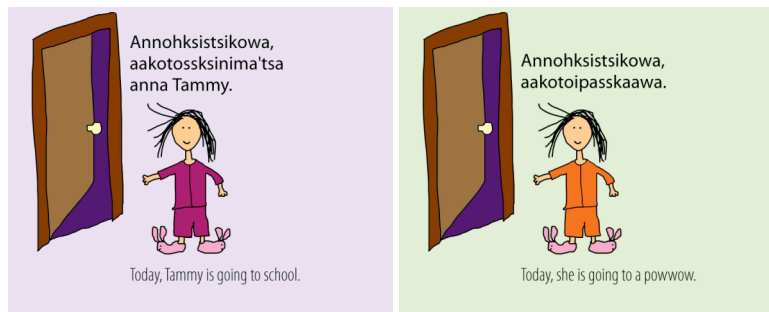 Annohksistsikowa,
aakotossksinima'tsa
anna Tammy.
Today, Tammy is going to school.
Annohksistsikowa,
aakotoipasskaawa.
Today, she is going to a powwow.